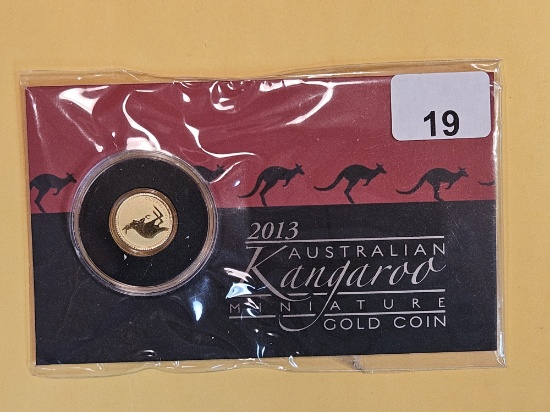 19
2013
AUSTRALIAN
Kangaroo
MINIATURE
GOLD COIN